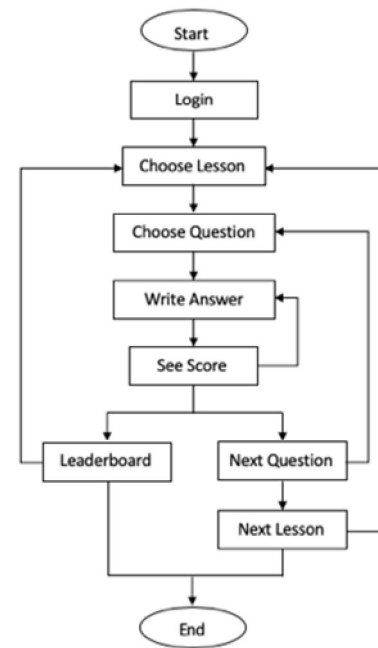 Start
Login
Choose Lesson
Choose Question
Write Answer
See Score
Leaderboard
Next Question
Next Lesson
End